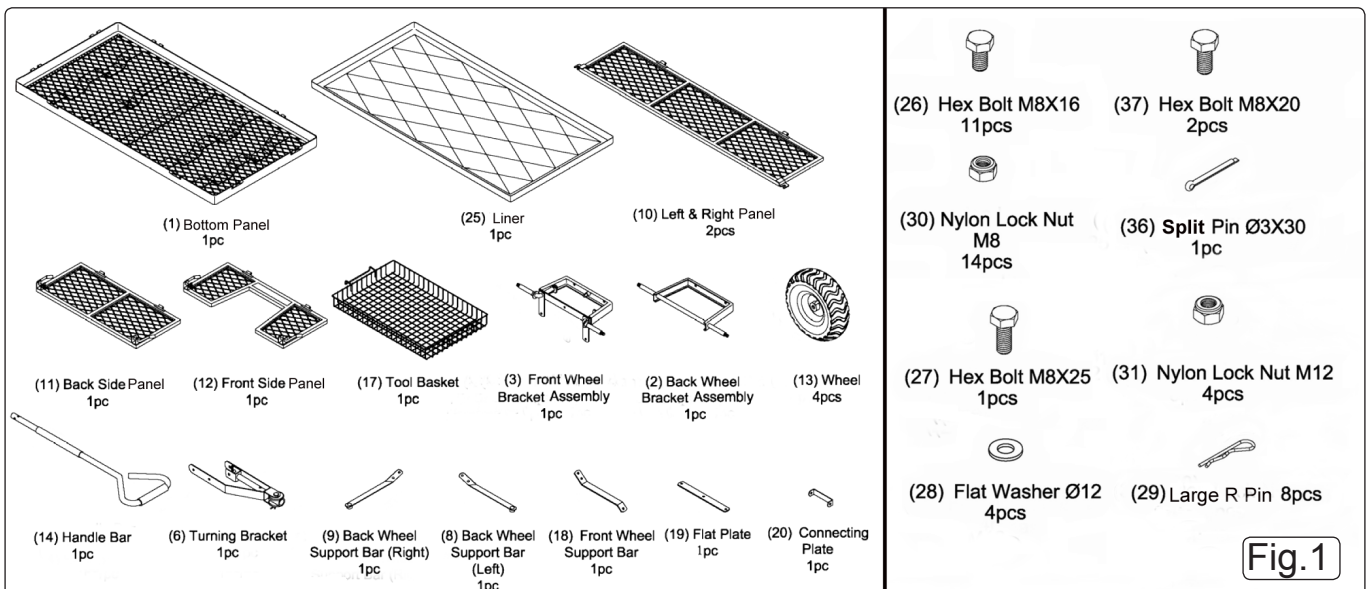 (1) Bottom Panel
1pc
(25) Liner
1pc
(10) Left & Right Panel
2pcs
(11) Back Side Panel
1pc
(12) Front Side Panel
1pc
(17) Tool Basket
1pc
(3) Front Wheel
Bracket Assembly
1pc
(2) Back Wheel
Bracket Assembly
1pc
(13) Wheel
4pcs
(14) Handle Bar
1pc
(6) Turning Bracket
1pc
(9) Back Wheel
Support Bar (Right)
1pc
(8) Back Wheel
Support Bar
(Left)
1pc
(18) Front Wheel
Support Bar
1pc
(19) Flat Plate
1pc
(20) Connecting
Plate
1pc
(26) Hex Bolt M8X16
11pcs
(37) Hex Bolt M8X20
2pcs
(30) Nylon Lock Nut
M8
14pcs
(36) Split Pin Ø3X30
1pc
(27) Hex Bolt M8X25
1pcs
(31) Nylon Lock Nut M12
4pcs
(28) Flat Washer Ø12
4pcs
(29) Large R Pin 8pcs
Fig.1